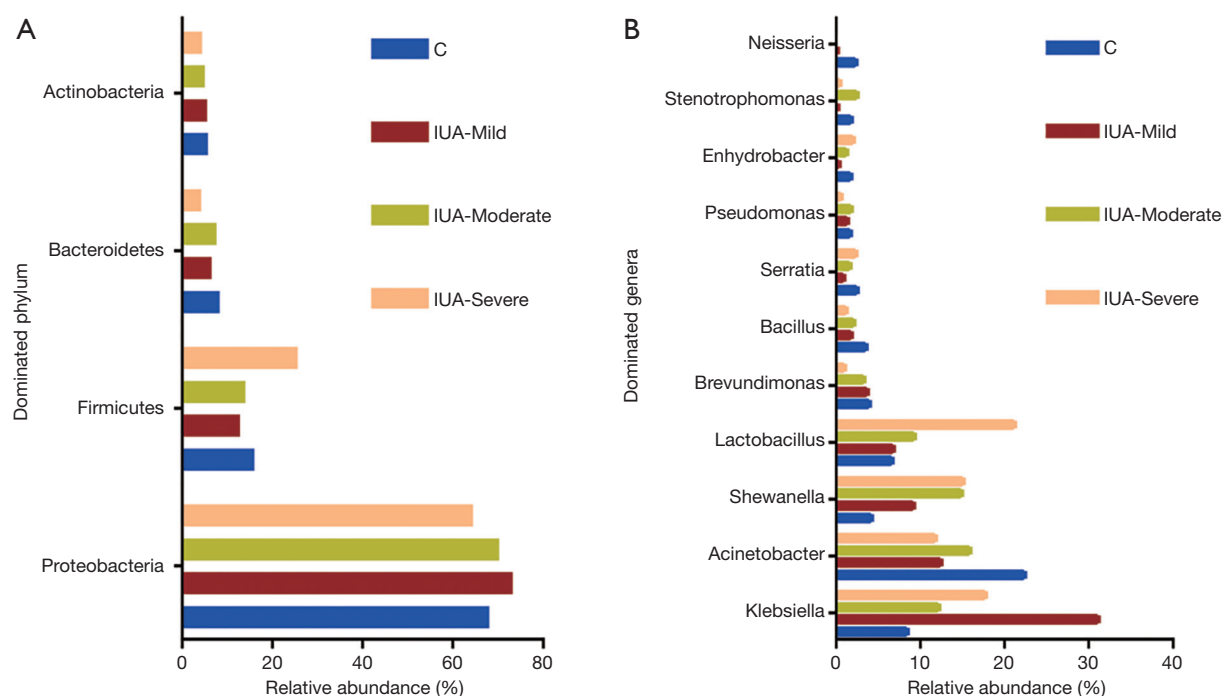 A
Dominated phylum
Actinobacteria
Bacteroidetes
Firmicutes
Proteobacteria
C
IUA-Mild
IUA-Moderate
IUA-Severe
0 20 40 60 80
Relative abundance (%)
B
Dominated genera
Neisseria
Stenotrophomonas
Enhydrobacter
Pseudomonas
Serratia
Bacillus
Brevundimonas
Lactobacillus
Shewanella
Acinetobacter
Klebsiella
C
IUA-Mild
IUA-Moderate
IUA-Severe
0 10 20 30 40
Relative abundance (%)